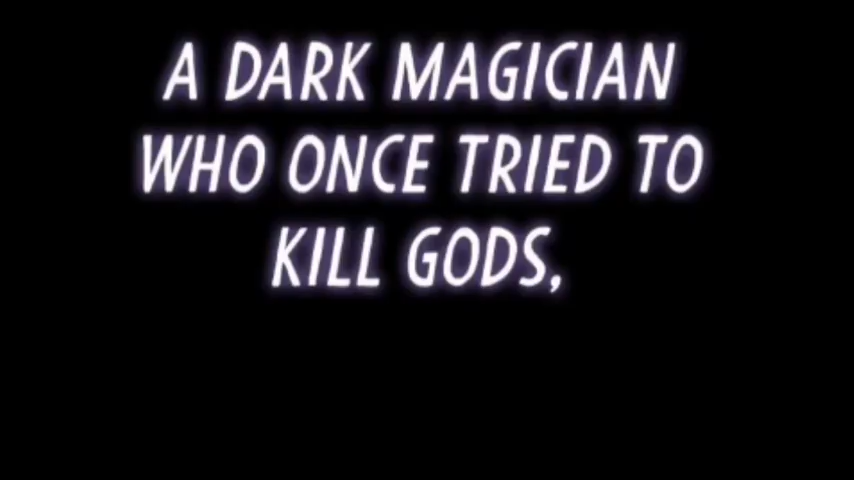 A DARK MAGICIAN
WHO ONCE TRIED TO
KILL GODS,